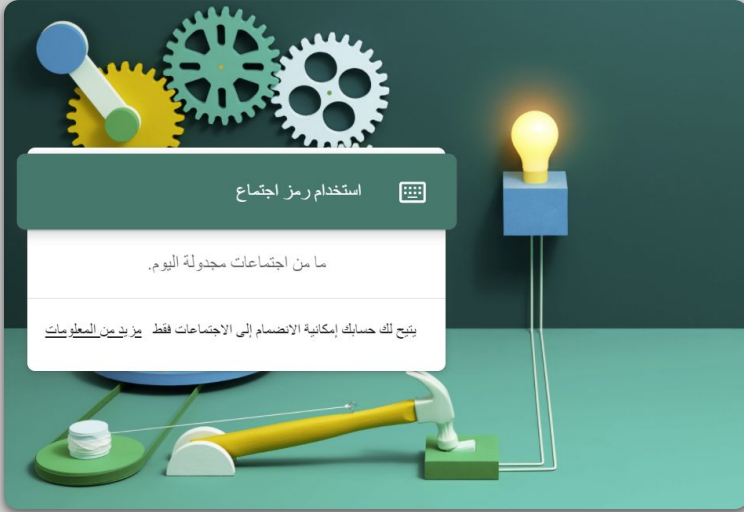 استخدام رمز اجتماع
ما من اجتماعات مجدولة اليوم.
يتيح لك حسابك إمكانية الانضمام إلى الاجتماعات فقط مزيد من المعلومات